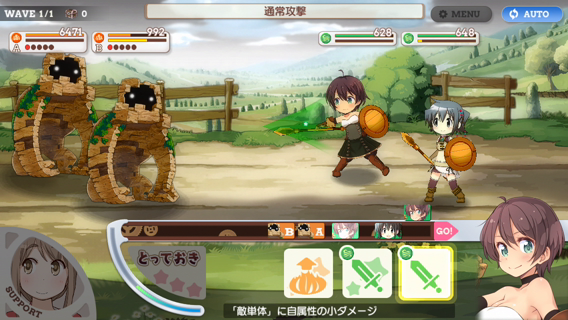 WAVE 1/1 0
通常攻撃
MENU
AUTO
6471
992
628
648
A
B
B A
GO!
とっておき
SUPPORT
「敵単体」に自属性の小ダメージ